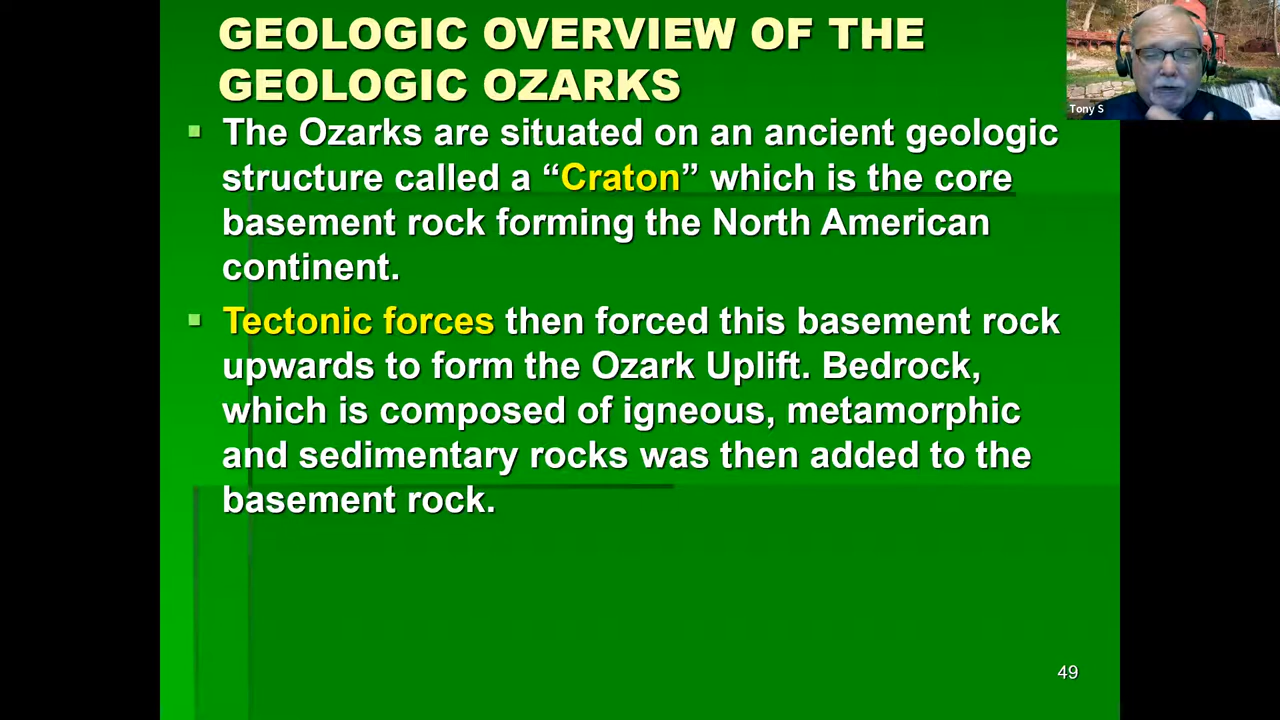 GEOLOGIC OVERVIEW OF THE
GEOLOGIC OZARKS
The Ozarks are situated on an ancient geologic
structure called a “Craton” which is the core
basement rock forming the North American
continent.
Tectonic forces then forced this basement rock
upwards to form the Ozark Uplift. Bedrock,
which is composed of igneous, metamorphic
and sedimentary rocks was then added to the
basement rock.
49
Tony S